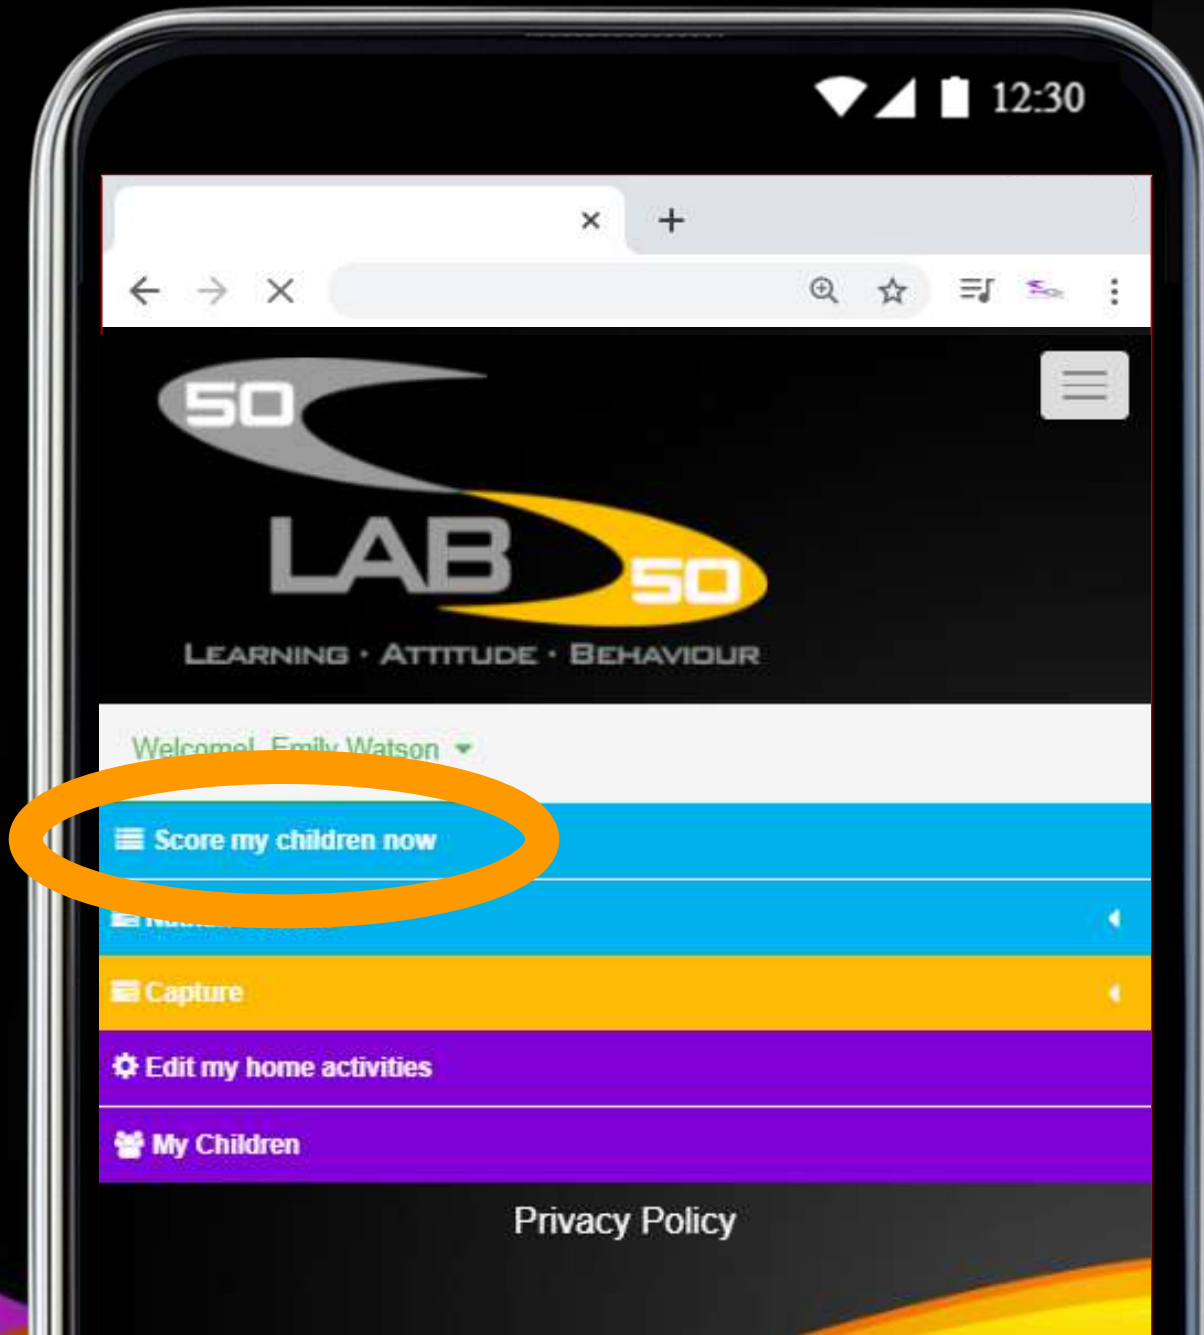 12:30
50
LAB
50
LEARNING · ATTITUDE · BEHAVIOUR
Welcome! Emily Watson
Score my children now
Capture
Edit my home activities
My Children
Privacy Policy